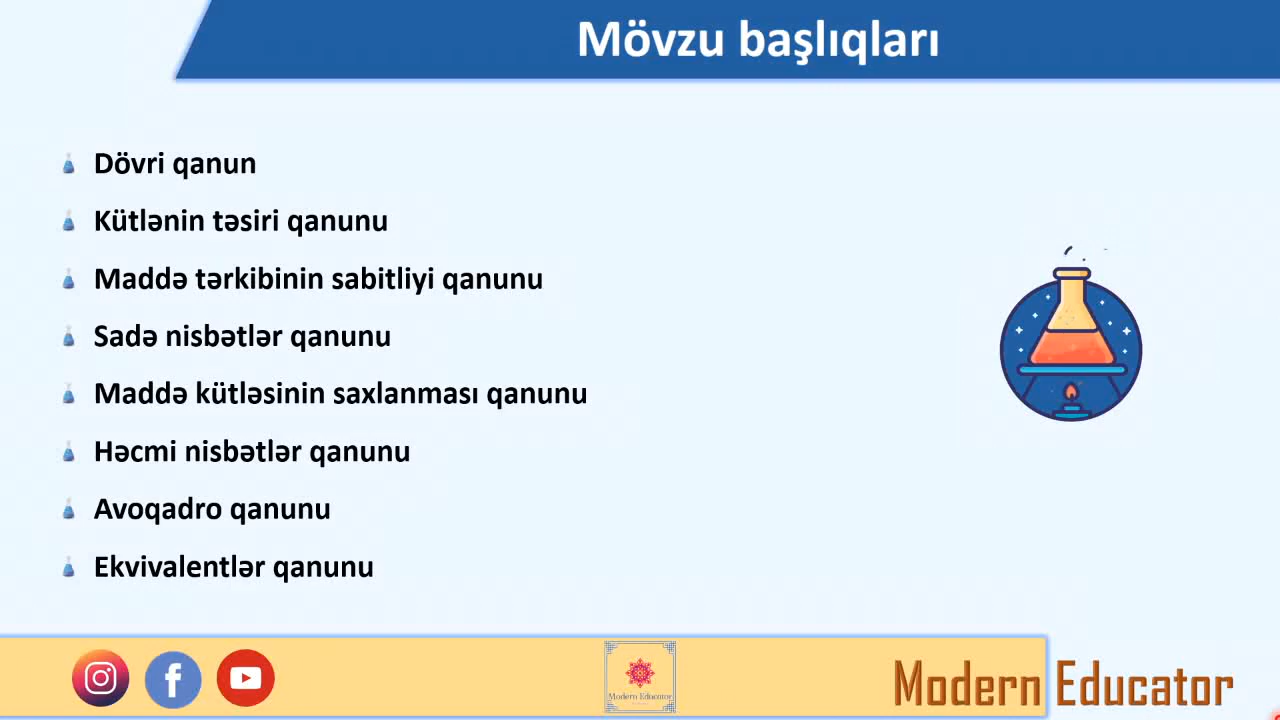 Mövzu başlıqları
Dövri qanun
Kütlənin təsiri qanunu
Maddə tərkibinin sabitliyi qanunu
Sadə nisbətlər qanunu
Maddə kütləsinin saxlanması qanunu
Həcmi nisbətlər qanunu
Avoqadro qanunu
Ekvivalentlər qanunu
Modern Educator
Modern Educator